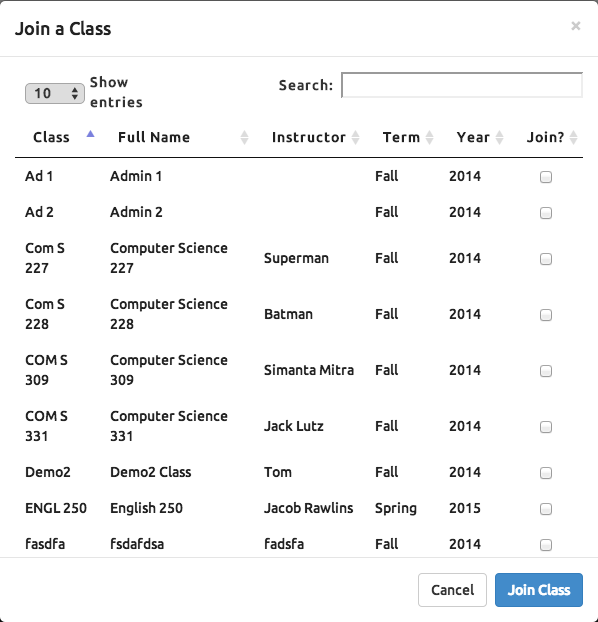 Join a Class ×
10 Show
entries
Search:
Class Full Name Instructor Term Year Join?
Ad 1 Admin 1 Fall 2014
Ad 2 Admin 2 Fall 2014
Com S
227 Computer Science
227 Superman Fall 2014
Com S
228 Computer Science
228 Batman Fall 2014
COM S
309 Computer Science
309 Simanta Mitra Fall 2014
COM S
331 Computer Science
331 Jack Lutz Fall 2014
Demo2 Demo2 Class Tom Fall 2014
ENGL 250 English 250 Jacob Rawlins Spring 2015
fasdfa fsdafdsa fadsfa Fall 2014
Cancel Join Class